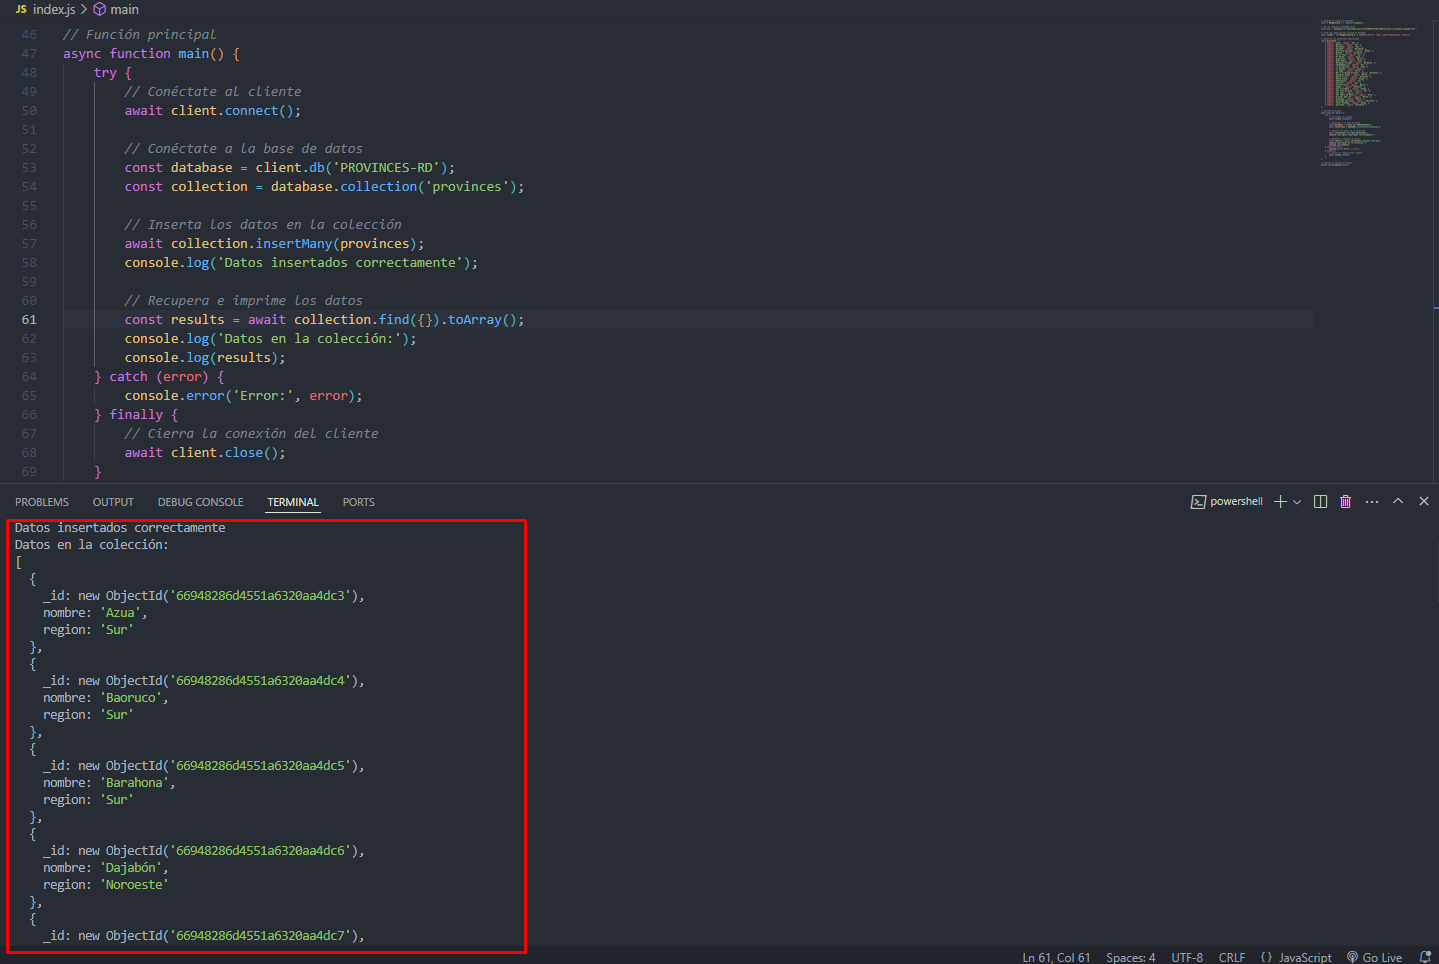 JS index.js > main
46 // Función principal
47 async function main() {
48 try {
49 // Conéctate al cliente
50 await client.connect();
51
52 // Conéctate a la base de datos
53 const database = client.db('PROVINCES-RD');
54 const collection = database.collection('provinces');
55
56 // Inserta los datos en la colección
57 await collection.insertMany(provinces);
58 console.log('Datos insertados correctamente');
59
60 // Recupera e imprime los datos
61 const results = await collection.find({}).toArray();
62 console.log('Datos en la colección:');
63 console.log(results);
64 } catch (error) {
65 console.error('Error:', error);
66 } finally {
67 // Cierra la conexión del cliente
68 await client.close();
69 }
PROBLEMS OUTPUT DEBUG CONSOLE TERMINAL PORTS powershell
Datos insertados correctamente
Datos en la colección:
[
{
_id: new ObjectId('66948286d4551a6320aa4dc3'),
nombre: 'Azua',
region: 'Sur'
},
{
_id: new ObjectId('66948286d4551a6320aa4dc4'),
nombre: 'Baoruco',
region: 'Sur'
},
{
_id: new ObjectId('66948286d4551a6320aa4dc5'),
nombre: 'Barahona',
region: 'Sur'
},
{
_id: new ObjectId('66948286d4551a6320aa4dc6'),
nombre: 'Dajabón',
region: 'Noroeste'
},
{
_id: new ObjectId('66948286d4551a6320aa4dc7'),
Ln 61, Col 61 Spaces: 4 UTF-8 CRLF {} JavaScript Go Live